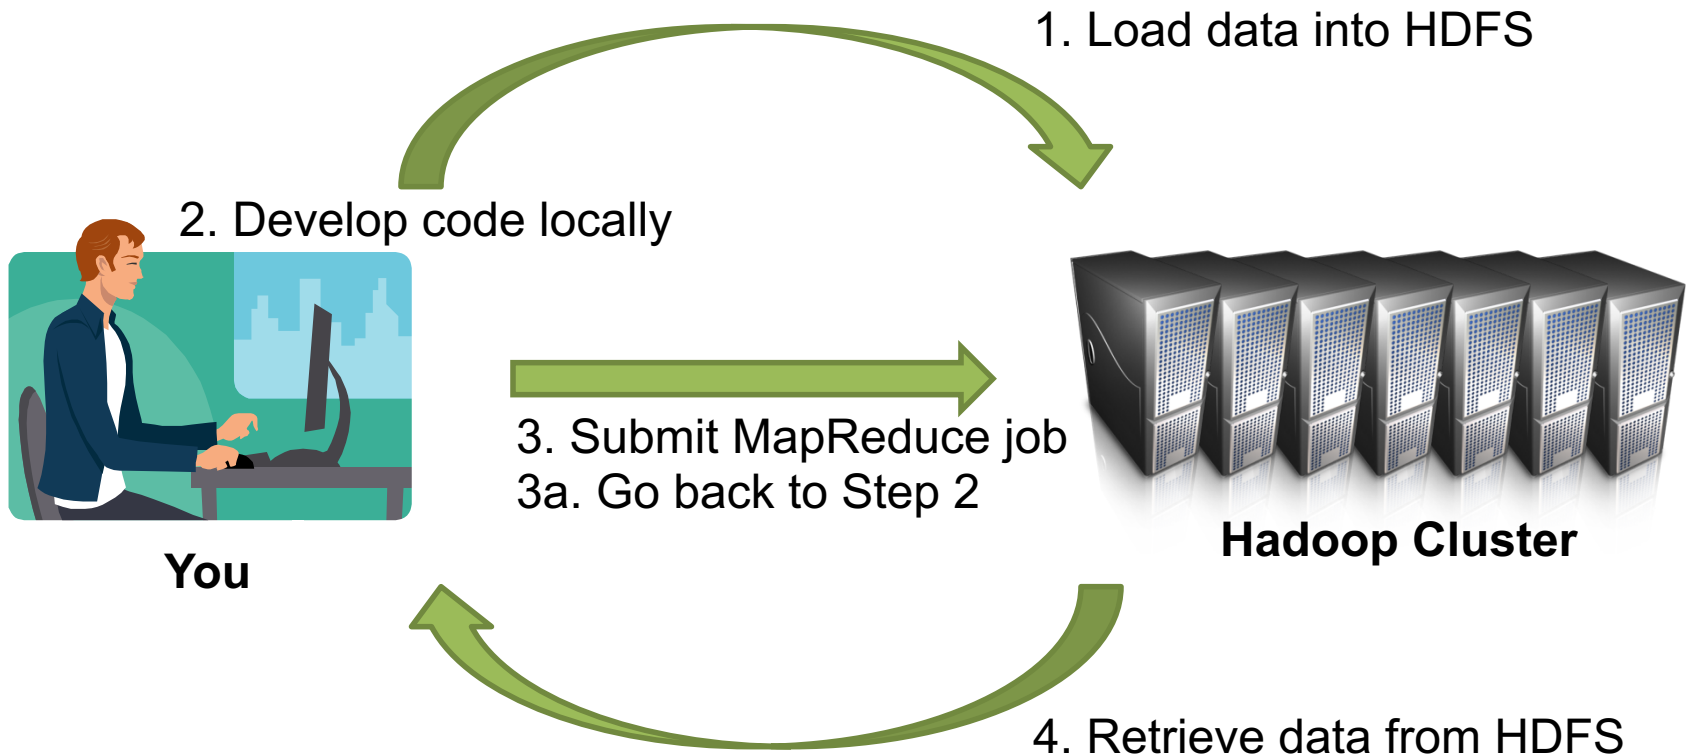 1. Load data into HDFS
2. Develop code locally
3. Submit MapReduce job
3a. Go back to Step 2
You
Hadoop Cluster
4. Retrieve data from HDFS